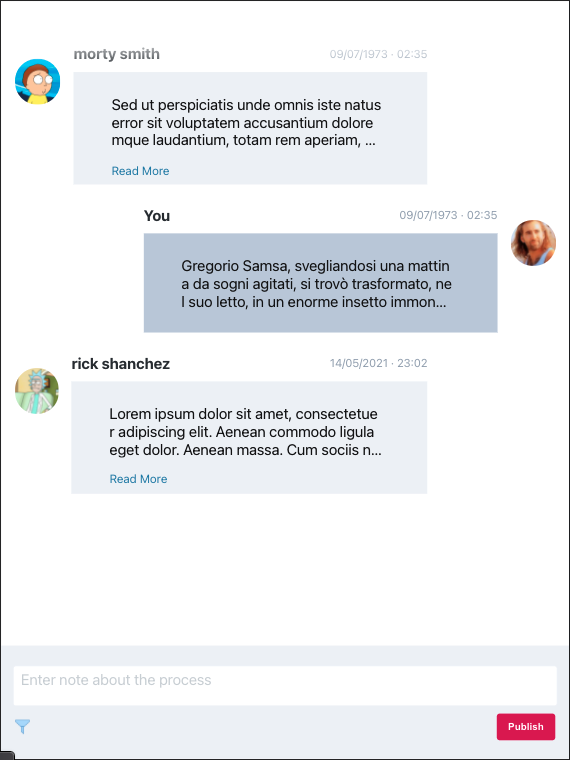 morty smith 09/07/1973 · 02:35
Sed ut perspiciatis unde omnis iste natus
error sit voluptatem accusantium dolore
mque laudantium, totam rem aperiam, ...
Read More
You 09/07/1973 · 02:35
Gregorio Samsa, svegliandosi una mattin
a da sogni agitati, si trovò trasformato, ne
l suo letto, in un enorme insetto immon...
rick shanchez 14/05/2021 · 23:02
Lorem ipsum dolor sit amet, consectetue
r adipiscing elit. Aenean commodo ligula
eget dolor. Aenean massa. Cum sociis n...
Read More
Enter note about the process
Publish